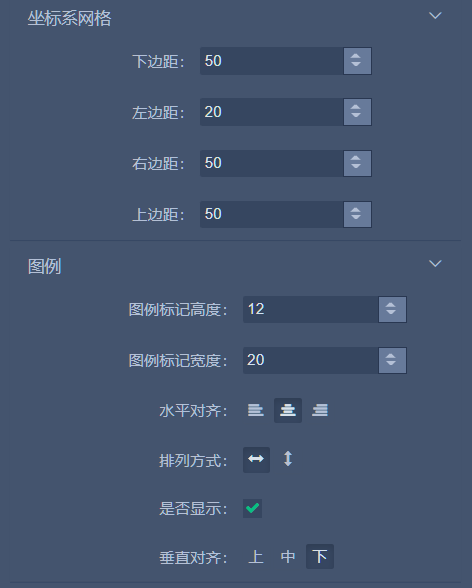 坐标系网格
下边距： 50
左边距： 20
右边距： 50
上边距： 50
图例
图例标记高度： 12
图例标记宽度： 20
水平对齐：
排列方式：
是否显示：
垂直对齐： 上 中 下